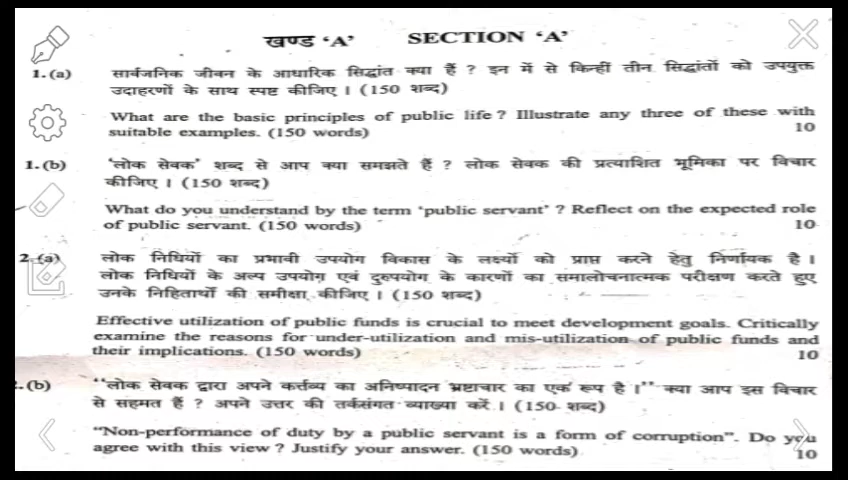 खण्ड ‘A’ SECTION ‘A’
1. (a) सार्वजनिक जीवन के आधारिक सिद्धांत क्या हैं ? इन में से किन्हीं तीन सिद्धांतों को उपयुक्त
उदाहरणों के साथ स्पष्ट कीजिए । (150 शब्द)
What are the basic principles of public life ? Illustrate any three of these with
suitable examples. (150 words) 10
1. (b) ‘लोक सेवक’ शब्द से आप क्या समझते हैं ? लोक सेवक की प्रत्याशित भूमिका पर विचार
कीजिए । (150 शब्द)
What do you understand by the term ‘public servant’ ? Reflect on the expected role
of public servant. (150 words) 10
2. (a) लोक निधियों का प्रभावी उपयोग विकास के लक्ष्यों को प्राप्त करने हेतु निर्णायक है ।
लोक निधियों के अल्प उपयोग एवं दुरुपयोग के कारणों का समालोचनात्मक परीक्षण करते हुए
उनके निहितार्थों की समीक्षा कीजिए । (150 शब्द)
Effective utilization of public funds is crucial to meet development goals. Critically
examine the reasons for under-utilization and mis-utilization of public funds and
their implications. (150 words) 10
2. (b) “लोक सेवक द्वारा अपने कर्त्तव्य का अनिष्पादन भ्रष्टाचार का एक रूप है ।” क्या आप इस विचार
से सहमत हैं ? अपने उत्तर की तर्कसंगत व्याख्या करें । (150 शब्द)
“Non-performance of duty by a public servant is a form of corruption”. Do you
agree with this view ? Justify your answer. (150 words) 10